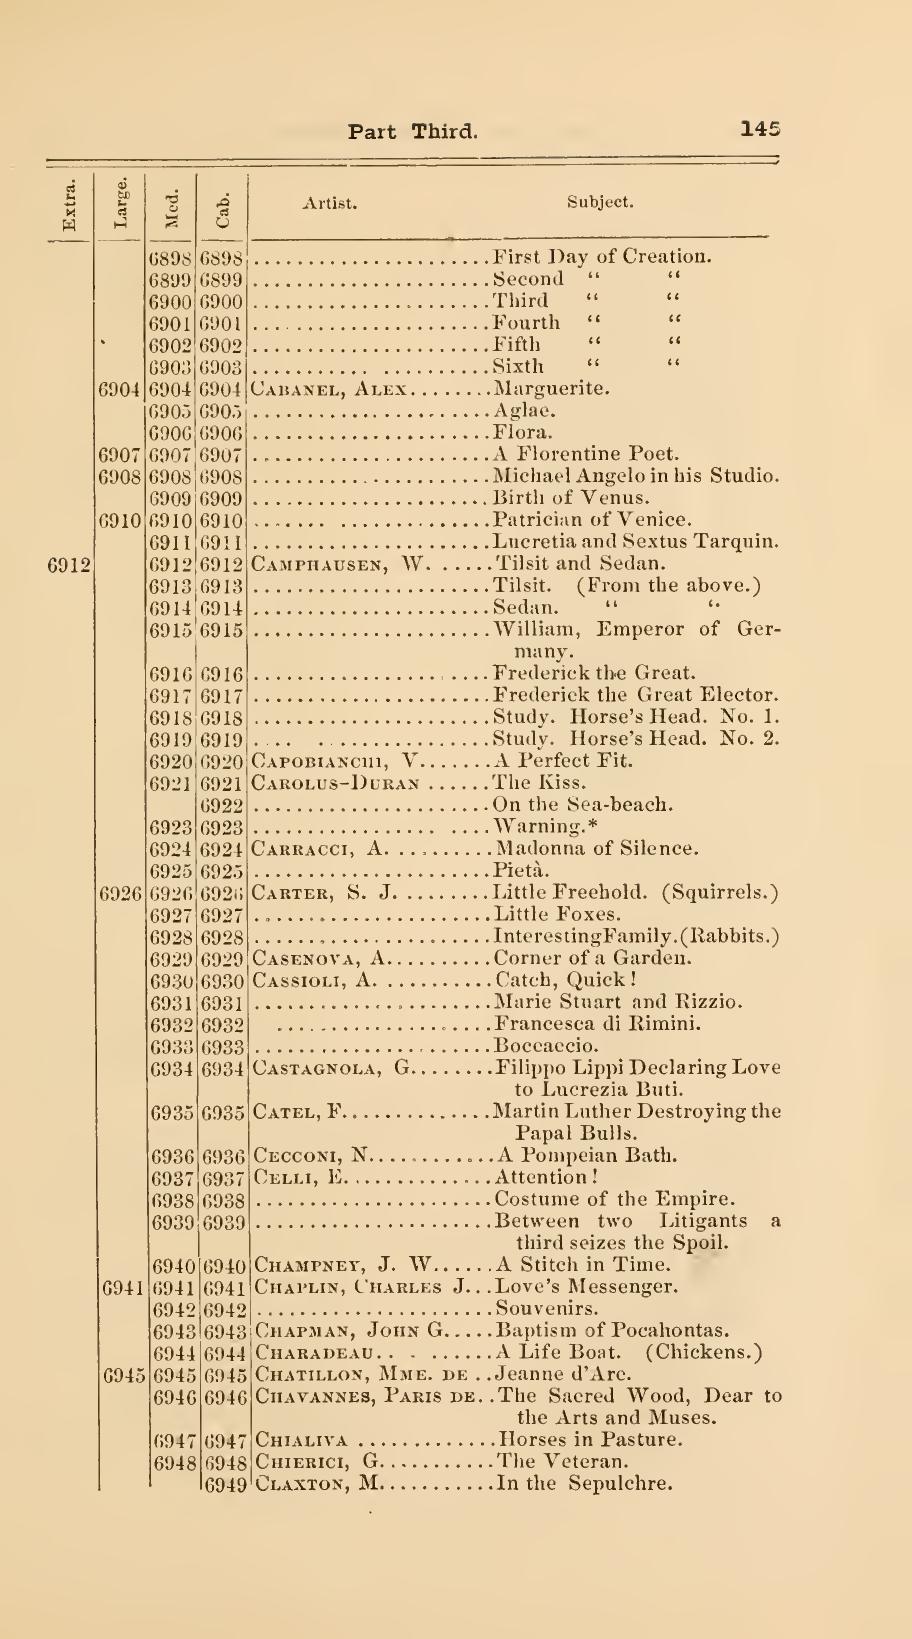 Part Third. 145
Extra. Large. Med. Cab. Artist. Subject.
6898 6898 ...................... First Day of Creation.
6899 6899 ...................... Second “ “
6900 6900 ...................... Third “ “
6901 6901 ...................... Fourth “ “
6902 6902 ...................... Fifth “ “
6903 6903 ...................... Sixth “ “
6904 6904 6904 CABANEL, ALEX........ Marguerite.
6905 6905 ...................... Aglae.
6906 6906 ...................... Flora.
6907 6907 6907 ...................... A Florentine Poet.
6908 6908 6908 ...................... Michael Angelo in his Studio.
6909 6909 ...................... Birth of Venus.
6910 6910 6910 ...................... Patrician of Venice.
6911 6911 ...................... Lucretia and Sextus Tarquin.
6912 6912 6912 CAMPHAUSEN, W. ...... Tilsit and Sedan.
6913 6913 ...................... Tilsit. (From the above.)
6914 6914 ...................... Sedan. “ “
6915 6915 ...................... William, Emperor of Ger-
many.
6916 6916 ...................... Frederick the Great.
6917 6917 ...................... Frederick the Great Elector.
6918 6918 ...................... Study. Horse's Head. No. 1.
6919 6919 ...................... Study. Horse's Head. No. 2.
6920 6920 CAPOBIANCHI, V....... A Perfect Fit.
6921 6921 CAROLUS-DURAN ...... The Kiss.
6922 ...................... On the Sea-beach.
6923 6923 ...................... Warning.*
6924 6924 CARRACCI, A. .......... Madonna of Silence.
6925 6925 ...................... Pietà.
6926 6926 6926 CARTER, S. J. ........ Little Freehold. (Squirrels.)
6927 6927 ...................... Little Foxes.
6928 6928 ...................... Interesting Family. (Rabbits.)
6929 6929 CASENOVA, A.......... Corner of a Garden.
6930 6930 CASSIOLI, A. .......... Catch, Quick!
6931 6931 ...................... Marie Stuart and Rizzio.
6932 6932 ...................... Francesca di Rimini.
6933 6933 ...................... Boccaccio.
6934 6934 CASTAGNOLA, G........ Filippo Lippi Declaring Love
to Lucrezia Buti.
6935 6935 CATEL, F.............. Martin Luther Destroying the
Papal Bulls.
6936 6936 CECCONI, N............ A Pompeian Bath.
6937 6937 CELLI, E.............. Attention!
6938 6938 ...................... Costume of the Empire.
6939 6939 ...................... Between two Litigants a
third seizes the Spoil.
6940 6940 CHAMPNEY, J. W...... A Stitch in Time.
6941 6941 6941 CHAPLIN, CHARLES J... Love's Messenger.
6942 6942 ...................... Souvenirs.
6943 6943 CHAPMAN, JOHN G..... Baptism of Pocahontas.
6944 6944 CHARADEAU.. . ...... A Life Boat. (Chickens.)
6945 6945 6945 CHATILLON, MME. DE .. Jeanne d'Arc.
6946 6946 CHAVANNES, PARIS DE.. The Sacred Wood, Dear to
the Arts and Muses.
6947 6947 CHIALIVA ............. Horses in Pasture.
6948 6948 CHIERICI, G........... The Veteran.
6949 CLAXTON, M........... In the Sepulchre.